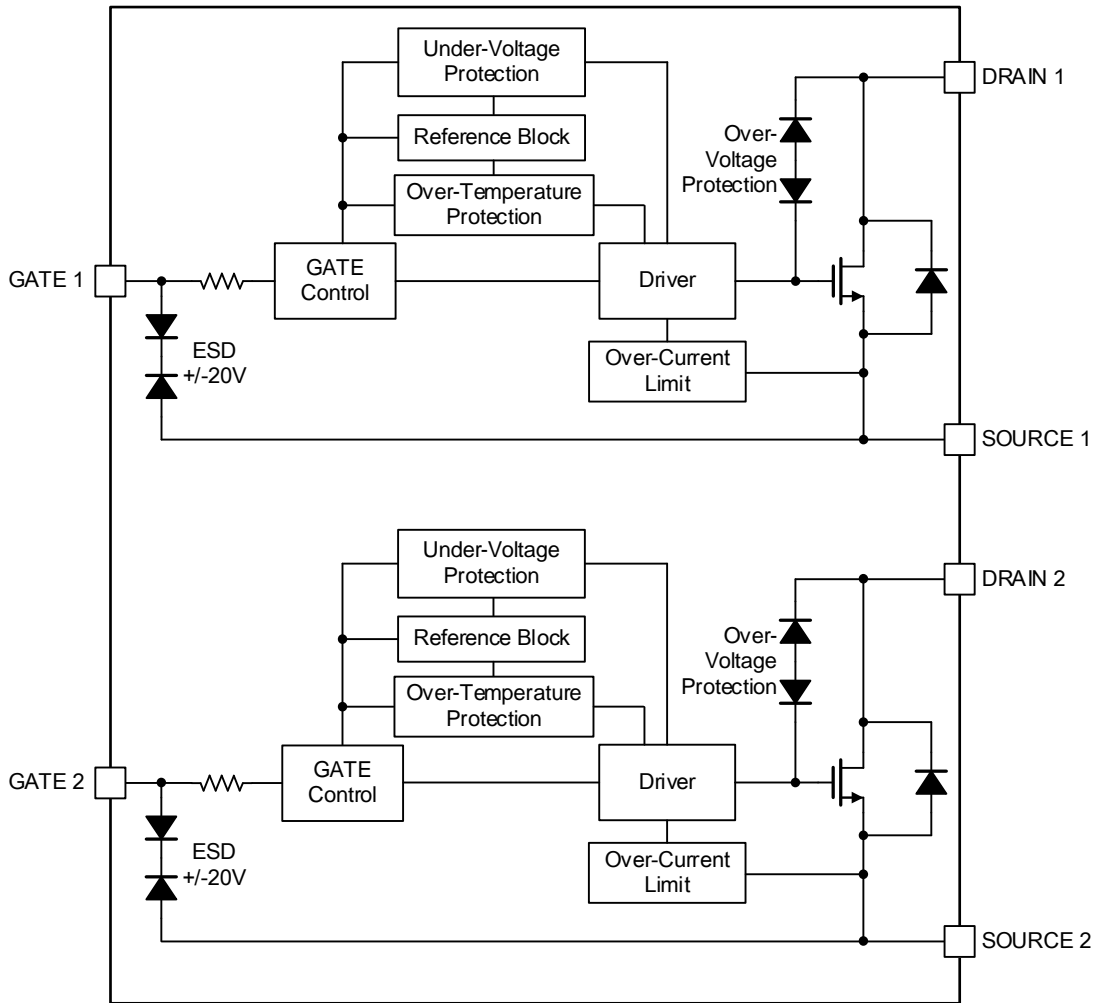 Under-Voltage
Protection
DRAIN 1
Reference Block
Over-
Voltage
Protection
Over-Temperature
Protection
GATE 1
GATE
Control
Driver
ESD
+/-20V
Over-Current
Limit
SOURCE 1
Under-Voltage
Protection
DRAIN 2
Reference Block
Over-
Voltage
Protection
Over-Temperature
Protection
GATE 2
GATE
Control
Driver
ESD
+/-20V
Over-Current
Limit
SOURCE 2